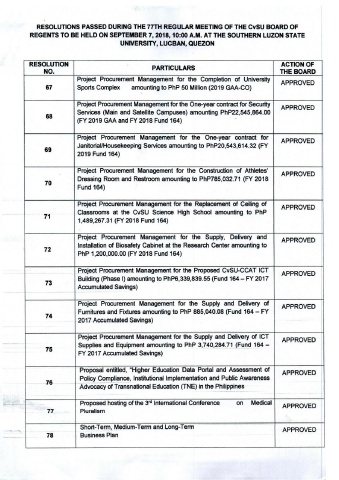 RESOLUTIONS PASSED DURING THE 77TH REGULAR MEETING OF THE CvSU BOARD OF
REGENTS TO BE HELD ON SEPTEMBER 7, 2018, 10:00 A.M. AT THE SOUTHERN LUZON STATE
UNIVERSITY, LUCBAN, QUEZON
RESOLUTION NO.
PARTICULARS
ACTION OF THE BOARD
67
Project Procurement Management for the Completion of University
Sports Complex amounting to PhP 50 Million (2019 GAA-CO)
APPROVED
68
Project Procurement Management for the One-year contract for Security
Services (Main and Satellite Campuses) amounting PhP22,545,864.00
(FY 2019 GAA and FY 2018 Fund 164)
APPROVED
69
Project Procurement Management for the One-year contract for
Janitorial/Housekeeping Services amounting to PhP20,543,614.32 (FY
2019 Fund 164)
APPROVED
70
Project Procurement Management for the Construction of Athletes'
Dressing Room and Restroom amounting to PhP785,032.71 (FY 2018
Fund 164)
APPROVED
71
Project Procurement Management for the Replacement of Ceiling of
Classrooms at the CvSU Science High School amounting to PhP
1,489,267.31 (FY 2018 Fund 164)
APPROVED
72
Project Procurement Management for the Supply, Delivery and
Installation of Biosafety Cabinet at the Research Center amounting to
PhP 1,200,000.00 (FY 2018 Fund 164)
APPROVED
73
Project Procurement Management for the Proposed CvSU-CCAT ICT
Building (Phase I) amounting to PhP6,339,839.55 (Fund 164 – FY 2017
Accumulated Savings)
APPROVED
74
Project Procurement Management for the Supply and Delivery of
Furnitures and Fixtures amounting to PhP 885,040.08 (Fund 164 – FY
2017 Accumulated Savings)
APPROVED
75
Project Procurement Management for the Supply and Delivery of ICT
Supplies and Equipment amounting to PhP 3,740,284.71 (Fund 164 –
FY 2017 Accumulated Savings)
APPROVED
76
Proposal entitled, "Higher Education Data Portal and Assessment of
Policy Compliance, Institutional Implementation and Public Awareness
Advocacy of Transnational Education (TNE) in the Philippines
APPROVED
77
Proposed hosting of the 3rd International Conference on Medical
Pluralism
APPROVED
78
Short-Term, Medium-Term and Long-Term
Business Plan
APPROVED